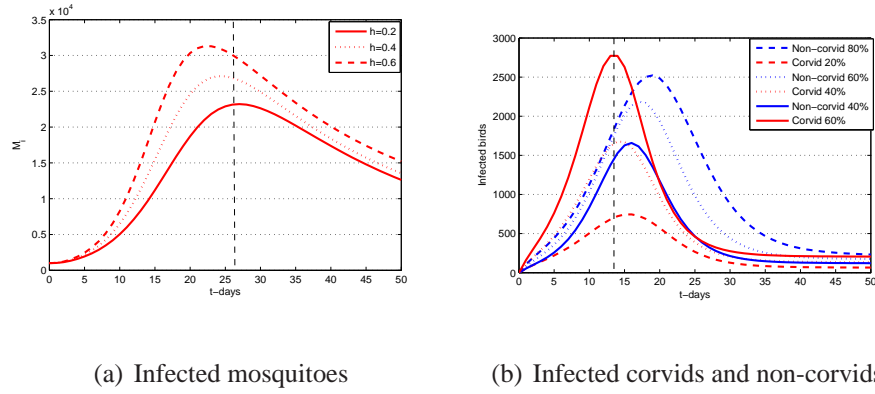 x 10^4
3.5
3
2.5
2
1.5
1
0.5
0
M_i
0 5 10 15 20 25 30 35 40 45 50
t−days
h=0.2
h=0.4
h=0.6
(a) Infected mosquitoes
3000
2500
2000
1500
1000
500
0
Infected birds
0 5 10 15 20 25 30 35 40 45 50
t−days
Non−corvid 80%
Corvid 20%
Non−corvid 60%
Corvid 40%
Non−corvid 40%
Corvid 60%
(b) Infected corvids and non-corvids